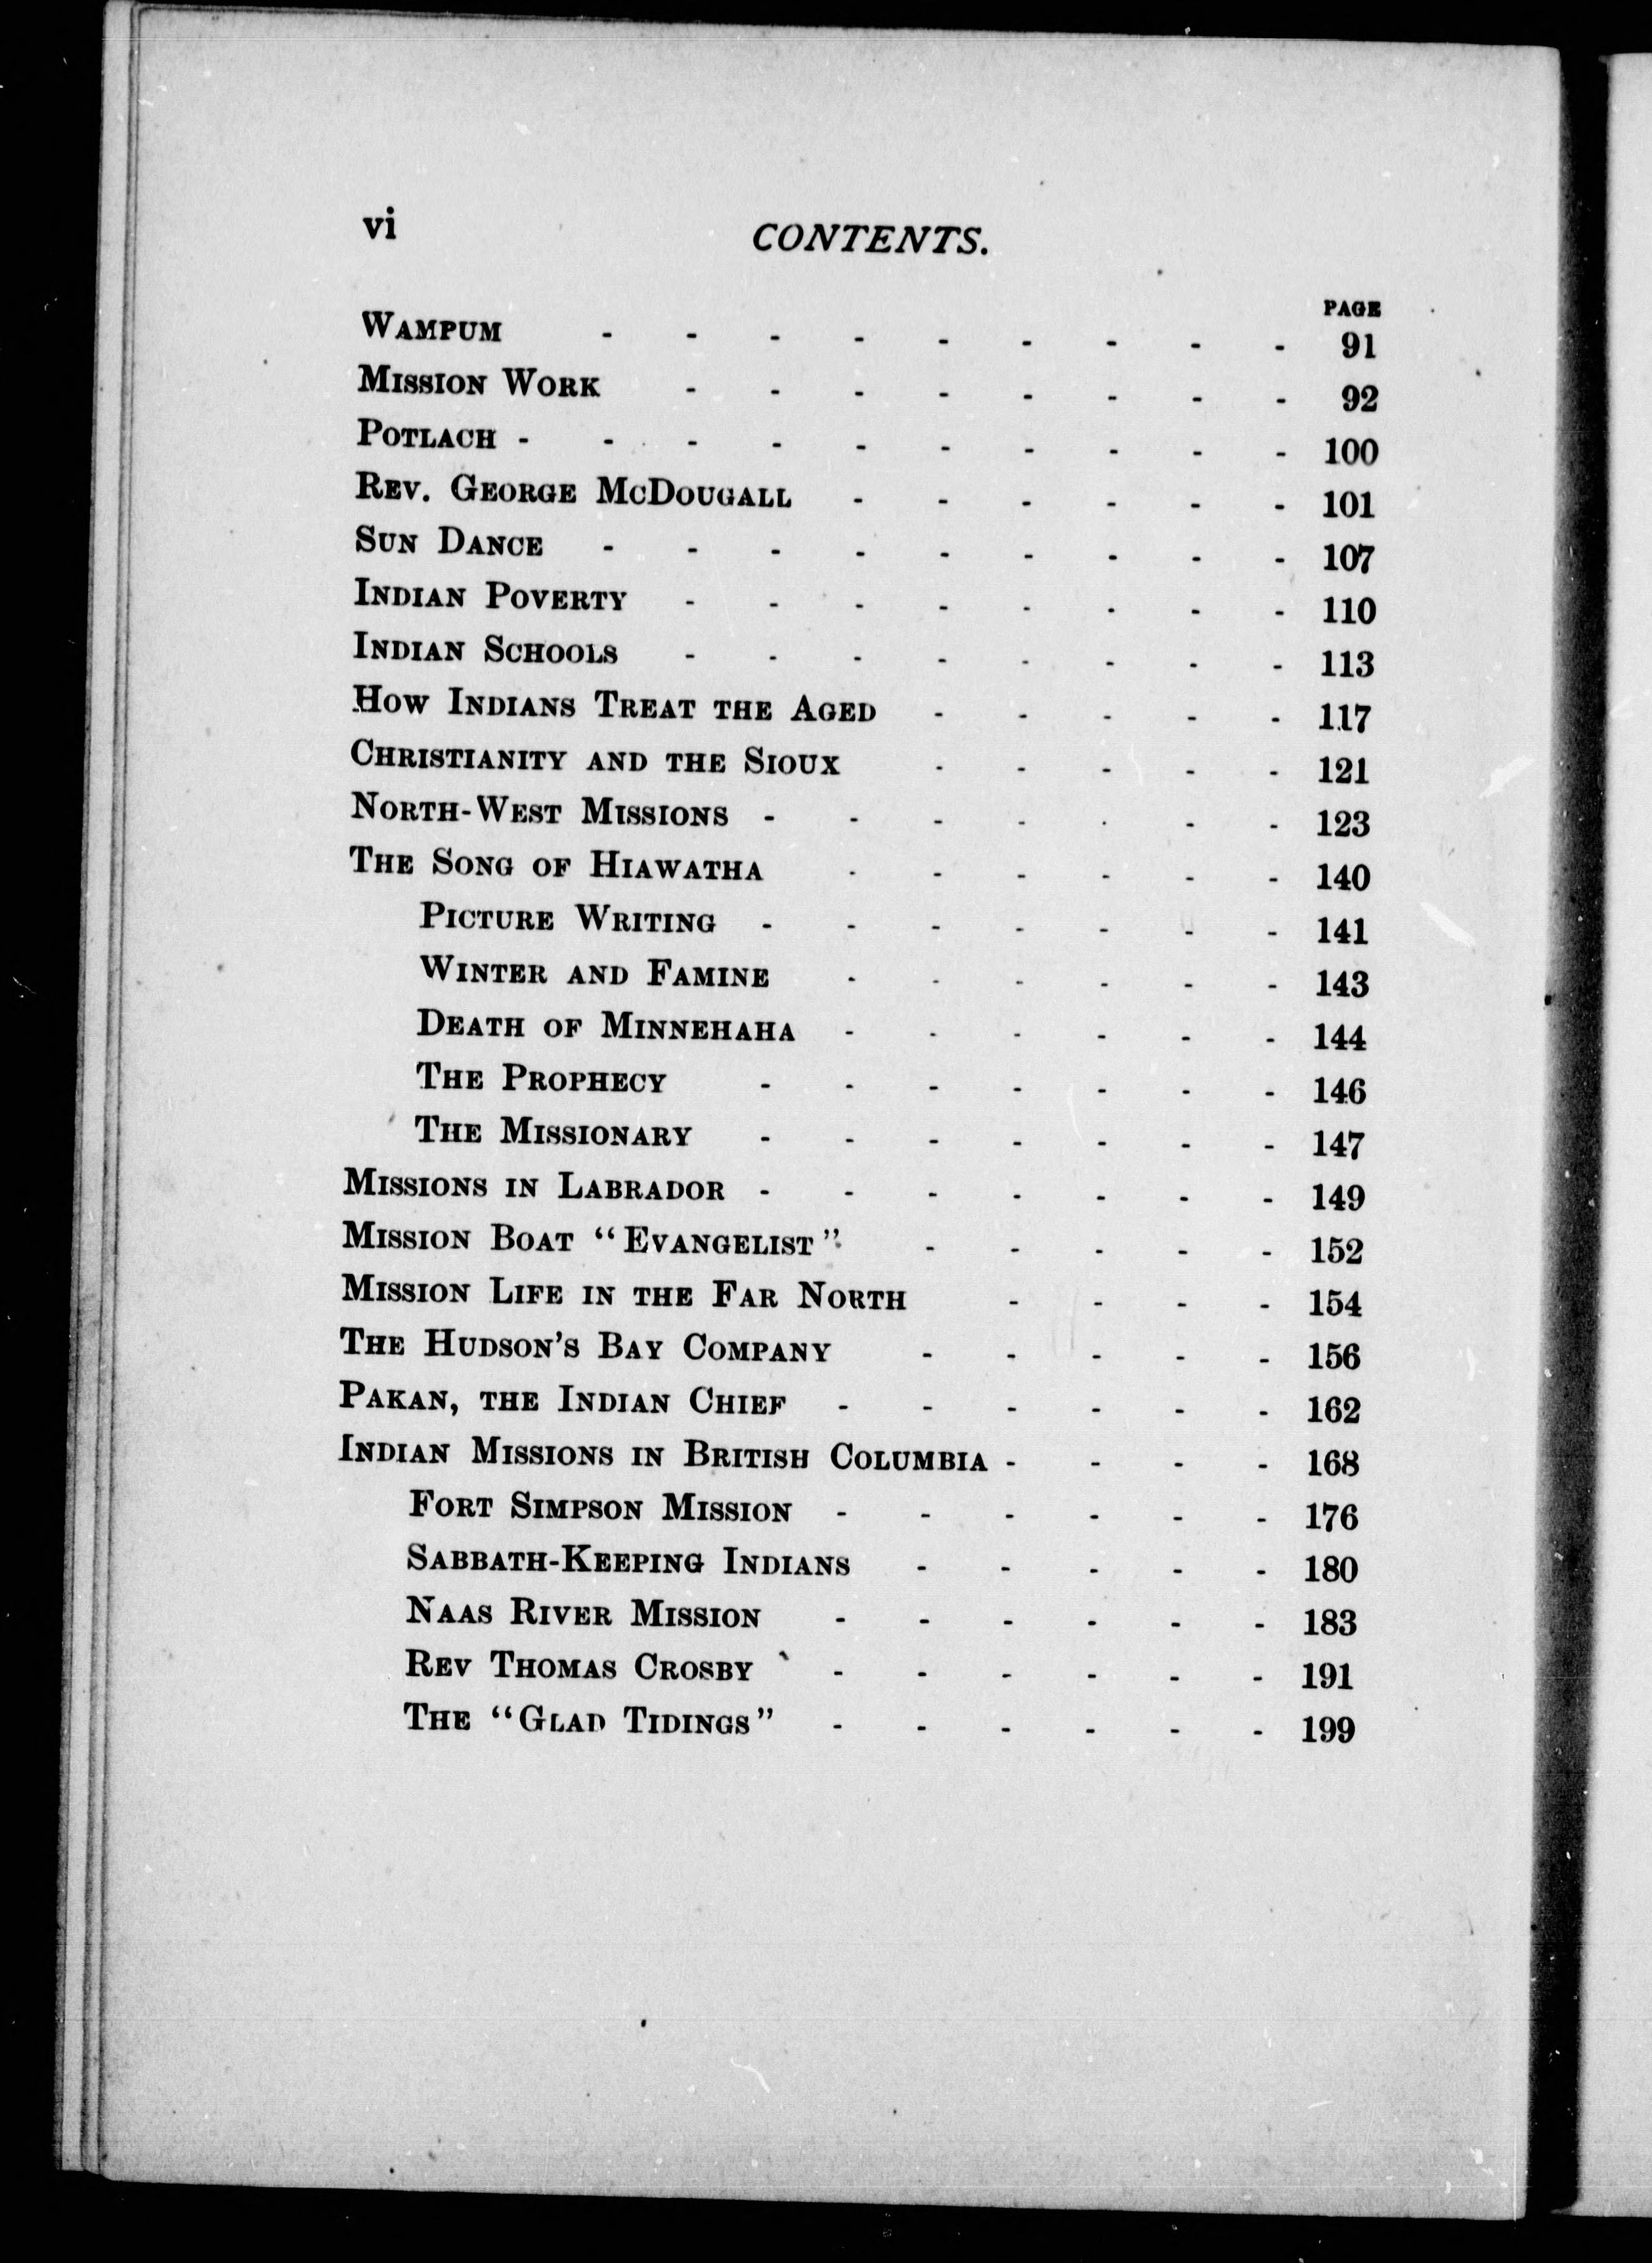 vi CONTENTS.
PAGE
WAMPUM - - - - - - - - - 91
MISSION WORK - - - - - - - - 92
POTLACH - - - - - - - - - - 100
REV. GEORGE MCDOUGALL - - - - - - 101
SUN DANCE - - - - - - - - - 107
INDIAN POVERTY - - - - - - - - 110
INDIAN SCHOOLS - - - - - - - - 113
HOW INDIANS TREAT THE AGED - - - - - 117
CHRISTIANITY AND THE SIOUX - - - - - 121
NORTH-WEST MISSIONS - - - - - - - 123
THE SONG OF HIAWATHA - - - - - - 140
PICTURE WRITING - - - - - - - 141
WINTER AND FAMINE - - - - - - 143
DEATH OF MINNEHAHA - - - - - - 144
THE PROPHECY - - - - - - - 146
THE MISSIONARY - - - - - - - 147
MISSIONS IN LABRADOR - - - - - - - 149
MISSION BOAT “EVANGELIST” - - - - - 152
MISSION LIFE IN THE FAR NORTH - - - - 154
THE HUDSON'S BAY COMPANY - - - - - 156
PAKAN, THE INDIAN CHIEF - - - - - - 162
INDIAN MISSIONS IN BRITISH COLUMBIA - - - - 168
FORT SIMPSON MISSION - - - - - - 176
SABBATH-KEEPING INDIANS - - - - - 180
NAAS RIVER MISSION - - - - - - 183
REV THOMAS CROSBY - - - - - - 191
THE “GLAD TIDINGS” - - - - - - 199